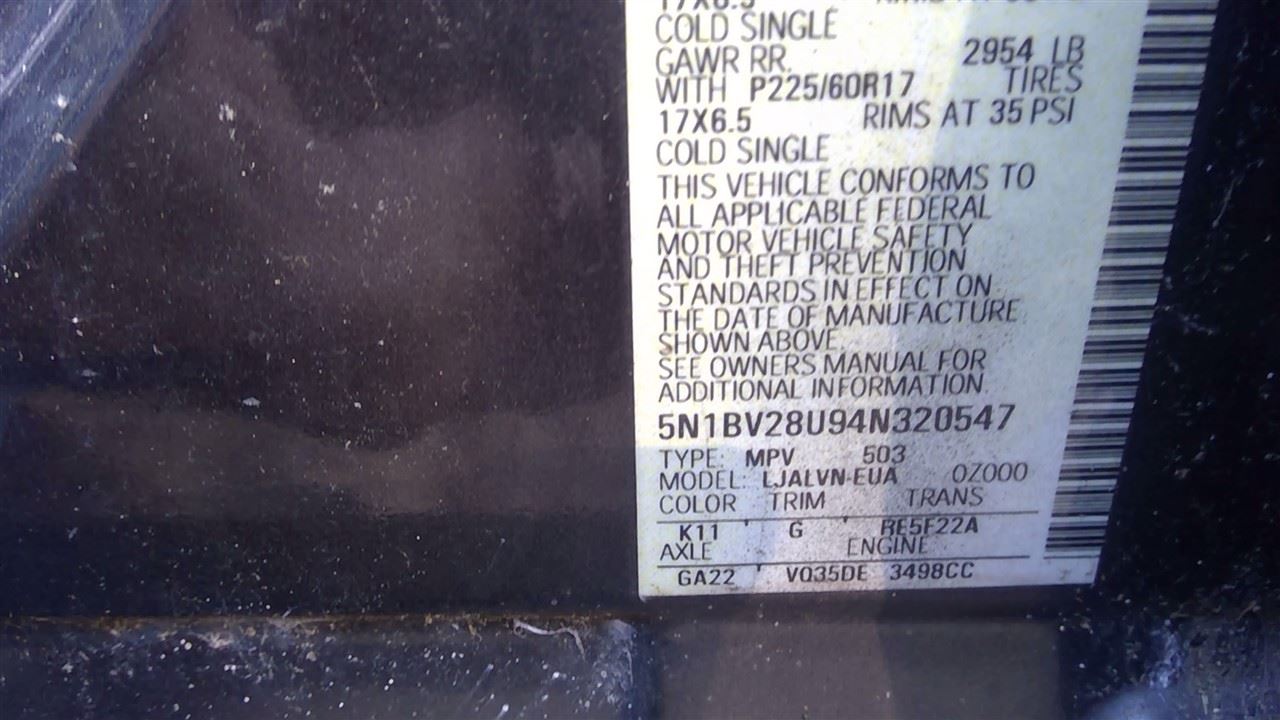 17X6.5
COLD SINGLE
GAWR RR. 2954 LB
WITH P225/60R17 TIRES
17X6.5 RIMS AT 35 PSI
COLD SINGLE
THIS VEHICLE CONFORMS TO
ALL APPLICABLE FEDERAL
MOTOR VEHICLE SAFETY
AND THEFT PREVENTION
STANDARDS IN EFFECT ON
THE DATE OF MANUFACTURE
SHOWN ABOVE.
SEE OWNERS MANUAL FOR
ADDITIONAL INFORMATION
5N1BV28U94N320547
TYPE: MPV 503
MODEL: LJALVN-EUA 0Z000
COLOR TRIM TRANS
K11 G RE5F22A
AXLE ENGINE
GA22 VQ35DE 3498CC